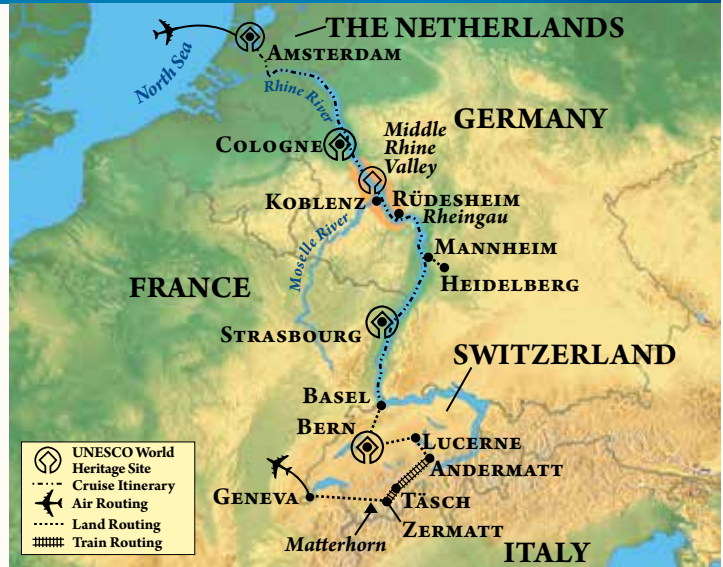 THE NETHERLANDS
AMSTERDAM
North Sea
Rhine River
GERMANY
COLOGNE
Middle
Rhine
Valley
KOBLENZ
RÜDESHEIM
Rheingau
Moselle River
MANNHEIM
HEIDELBERG
FRANCE
STRASBOURG
SWITZERLAND
BASEL
BERN
LUCERNE
ANDERMATT
GENEVA
TÄSCH
ZERMATT
Matterhorn
ITALY
UNESCO World
Heritage Site
Cruise Itinerary
Air Routing
Land Routing
Train Routing